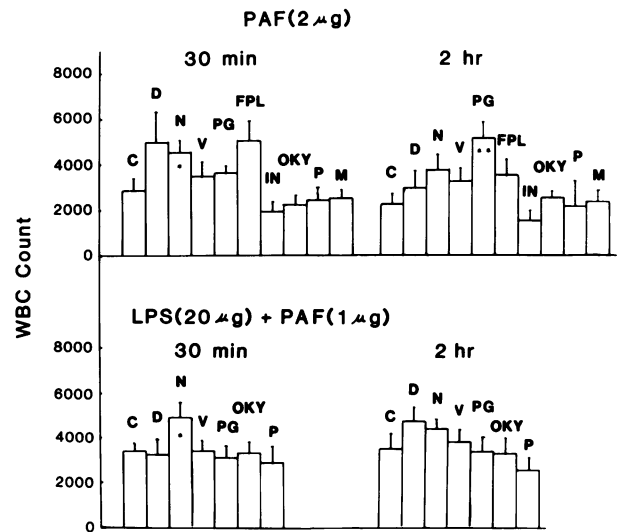 PAF(2μg)
30 min 2 hr
8000
6000
4000
2000
0
C D N V PG FPL IN OKY P M
C D N V PG FPL IN OKY P M
*
**
WBC Count
LPS(20μg) + PAF(1μg)
30 min 2 hr
8000
6000
4000
2000
0
C D N V PG OKY P
C D N V PG OKY P
*